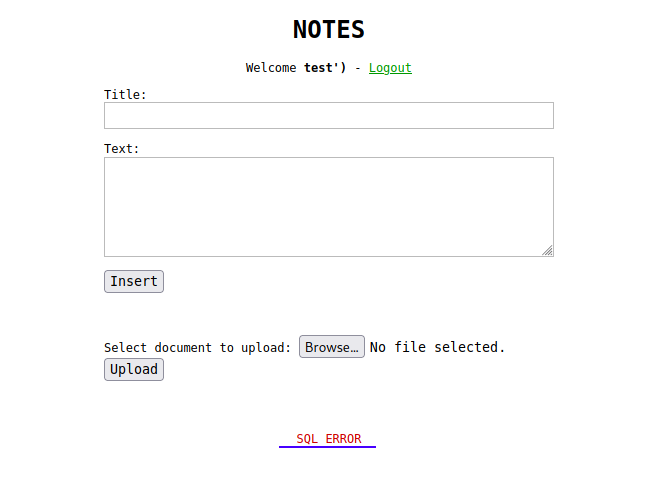 NOTES
Welcome test') - Logout
Title:
Text:
Insert
Select document to upload: Browse... No file selected.
Upload
SQL ERROR